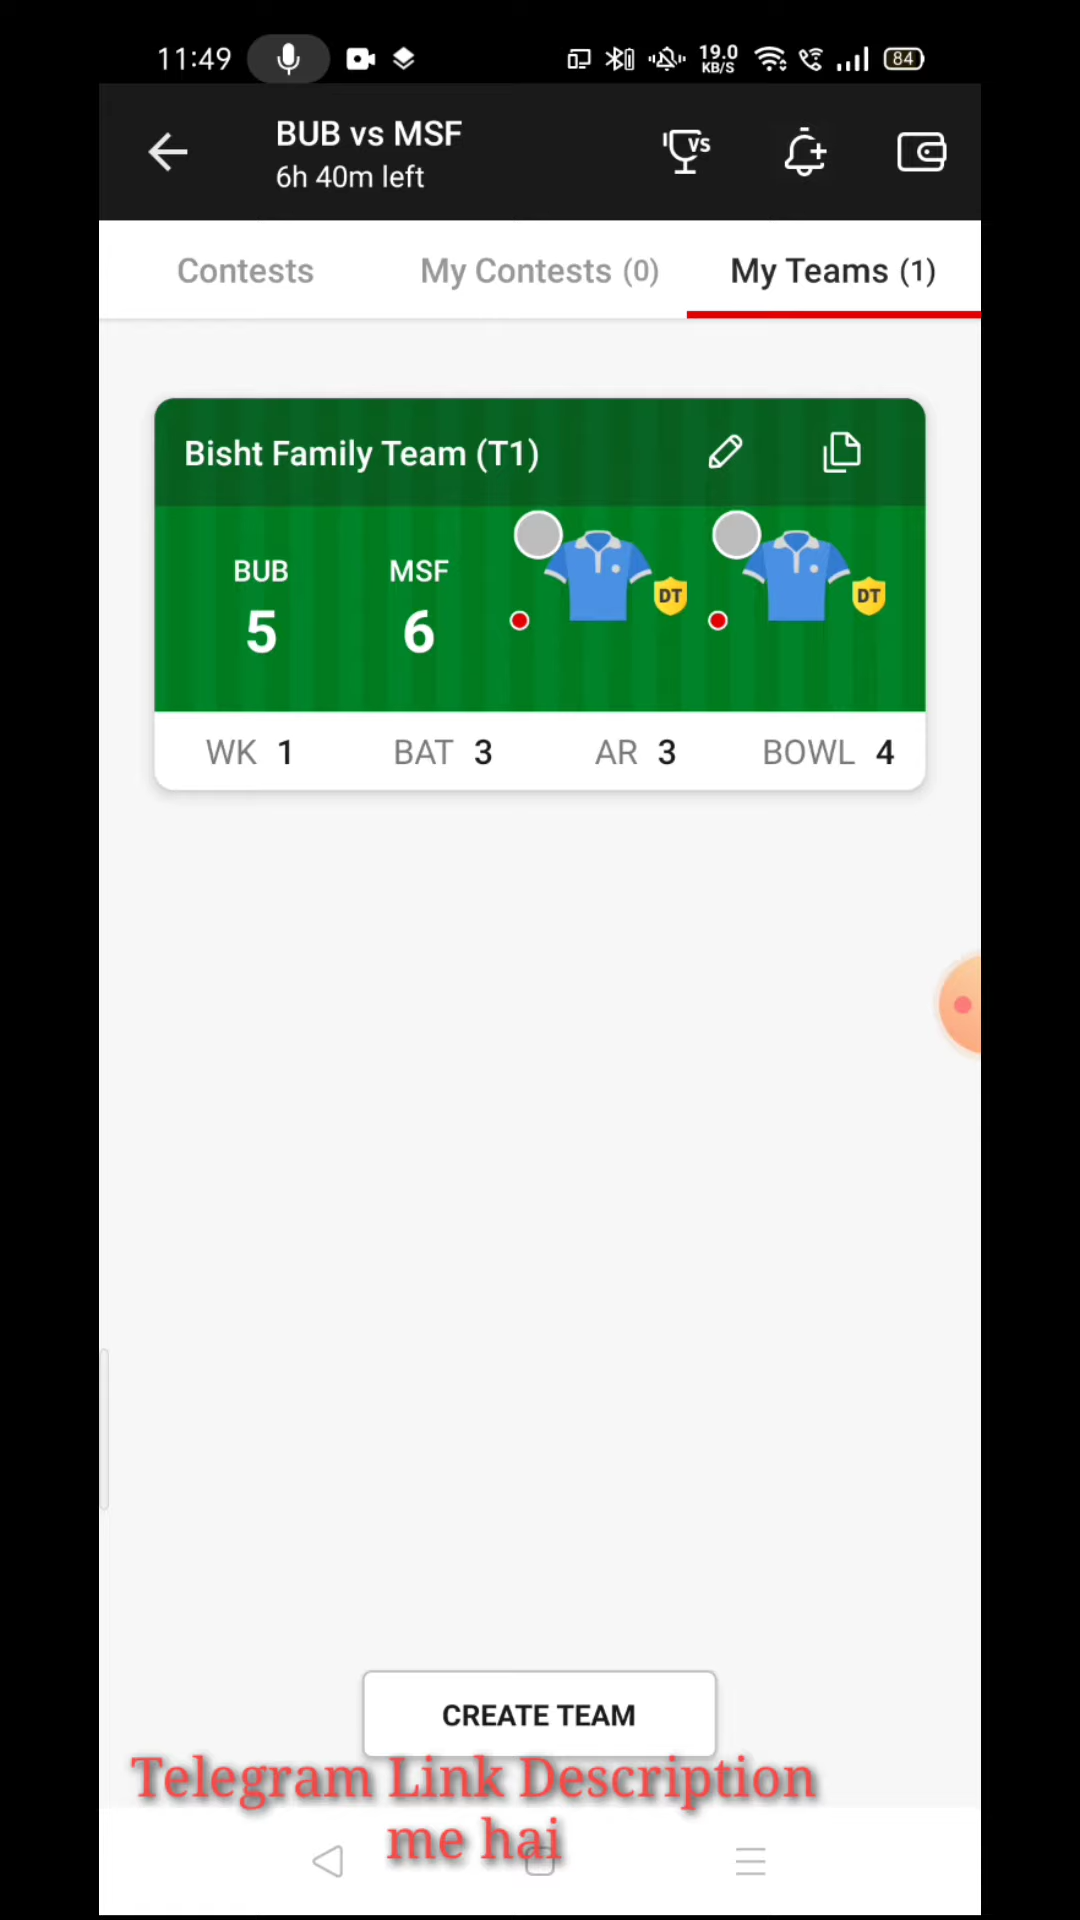 11:49
19.0
KB/S
84
BUB vs MSF
6h 40m left
VS
Contests
My Contests (0)
My Teams (1)
Bisht Family Team (T1)
BUB
MSF
5
6
DT
DT
WK 1
BAT 3
AR 3
BOWL 4
CREATE TEAM
Telegram Link Description
me hai